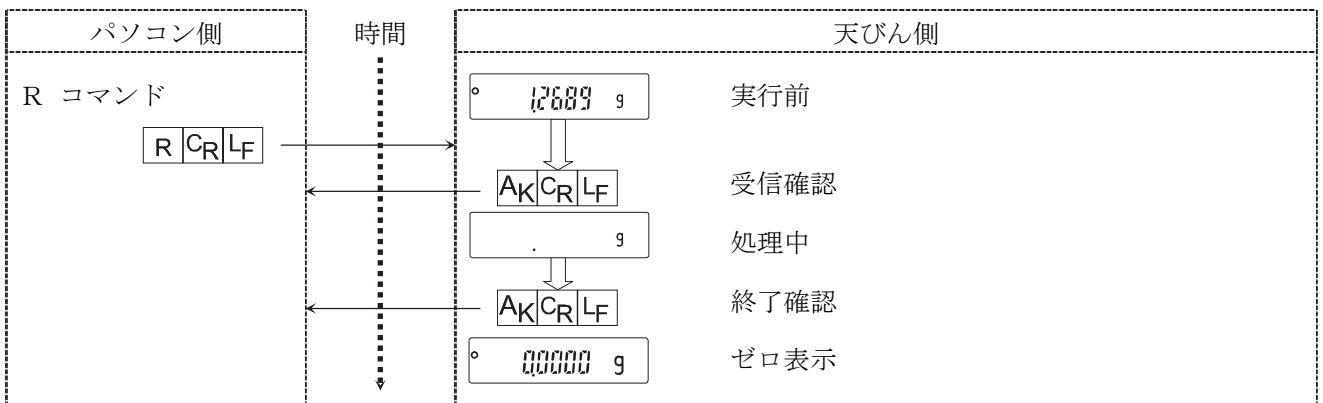 パソコン側 時間 天びん側
R コマンド
1.2689 g 実行前
R CR LF
AK CR LF 受信確認
. g 処理中
AK CR LF 終了確認
0.0000 g ゼロ表示